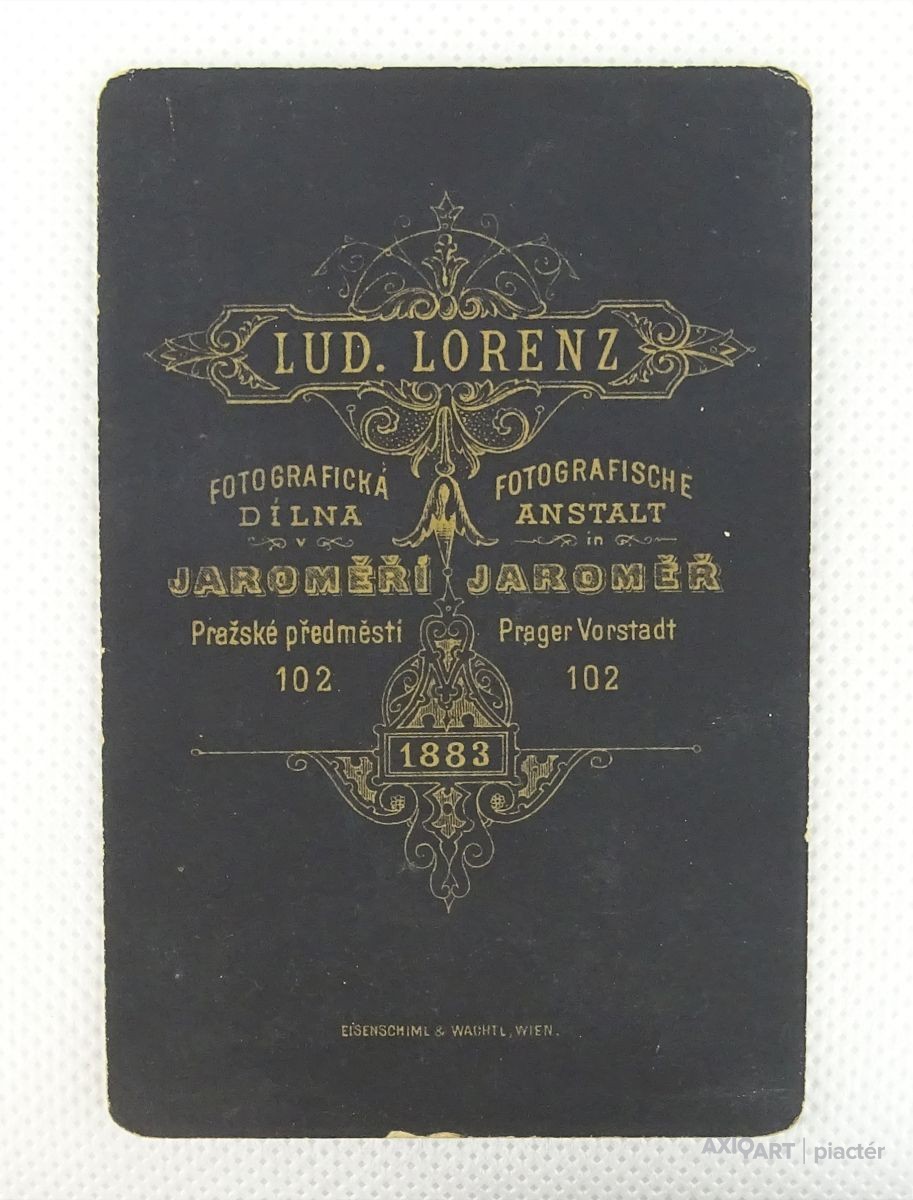 LUD. LORENZ
FOTOGRAFICKÁ
DÍLNA
v
JAROMĚŘÍ
Pražské předměstí
102
FOTOGRAFISCHE
ANSTALT
in
JAROMĚŘ
Prager Vorstadt
102
1883
EISENSCHIML & WACHTL, WIEN.
AXIOART | piactér